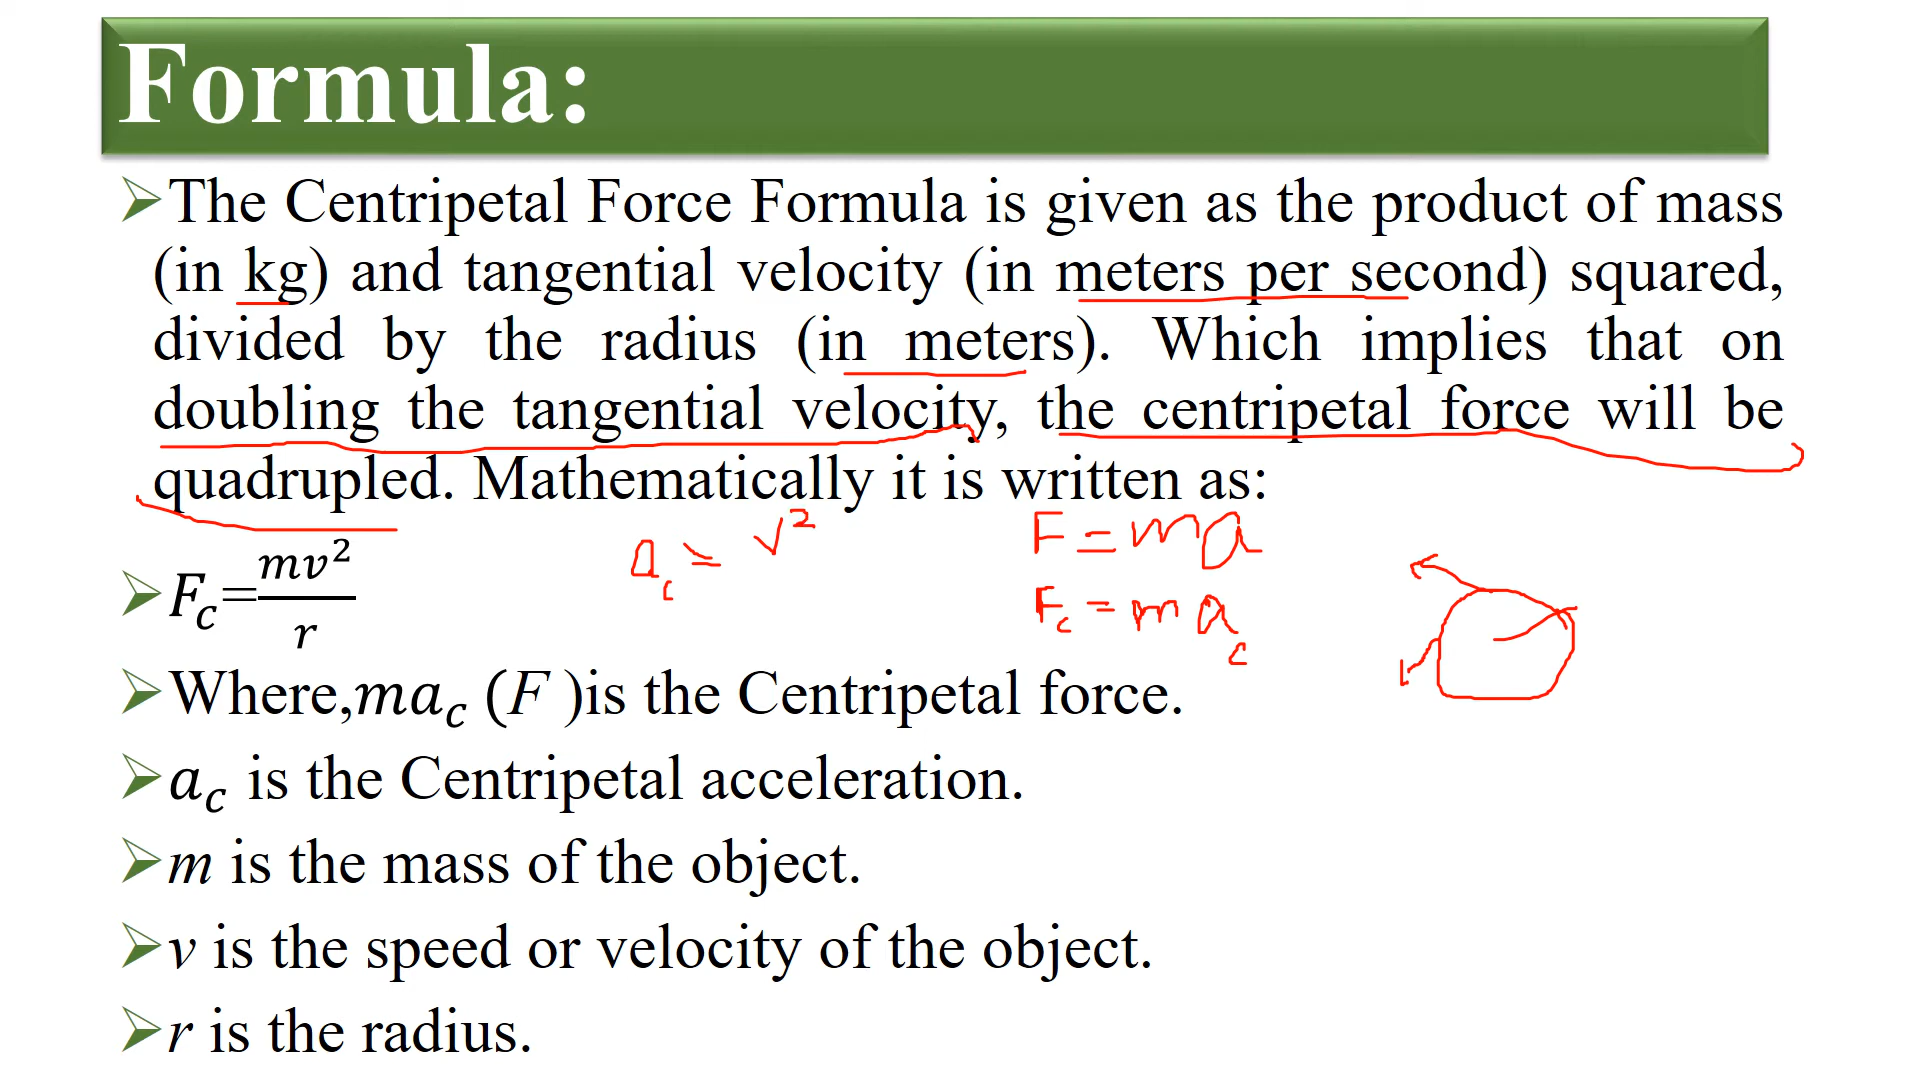 Formula:
➢The Centripetal Force Formula is given as the product of mass
(in kg) and tangential velocity (in meters per second) squared,
divided by the radius (in meters). Which implies that on
doubling the tangential velocity, the centripetal force will be
quadrupled. Mathematically it is written as:
a_c = v²
F = ma
F_c = m a_c
➢F_c=mv²/r
➢Where,ma_c (F )is the Centripetal force.
➢a_c is the Centripetal acceleration.
➢m is the mass of the object.
➢v is the speed or velocity of the object.
➢r is the radius.